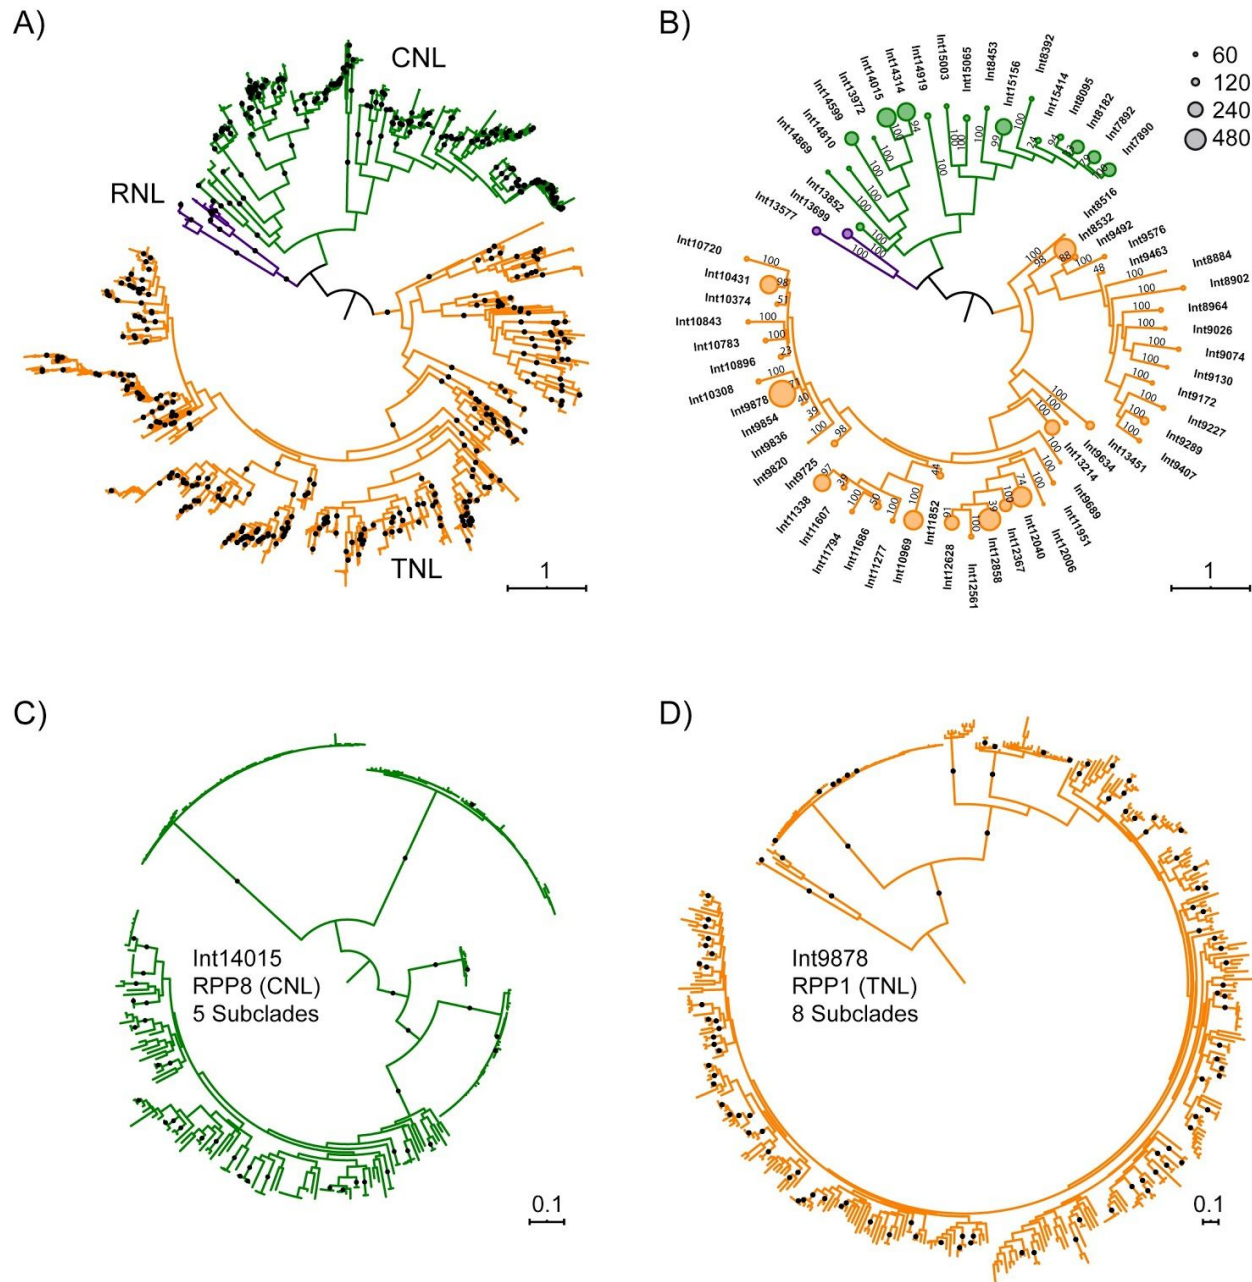 A)
CNL
RNL
TNL
1
B)
60
120
240
480
Int8392
Int15156
Int8453
Int15065
Int15003
Int14919
Int14314
Int14015
Int13972
Int14599
Int14810
Int14869
Int13852
Int13699
Int13577
Int15414
Int8095
Int8182
Int7892
Int7890
Int8516
Int8532
Int9492
Int9576
Int9463
Int8884
Int8902
Int8964
Int9026
Int9074
Int9130
Int9172
Int9227
Int9289
Int9407
Int13451
Int9634
Int13214
Int9689
Int11951
Int12006
Int12040
Int12367
Int12858
Int12561
Int12628
Int11852
Int10969
Int11277
Int11686
Int11794
Int11607
Int11338
Int9725
Int9820
Int9836
Int9854
Int9878
Int10308
Int10896
Int10783
Int10843
Int10374
Int10431
Int10720
1
C)
Int14015
RPP8 (CNL)
5 Subclades
0.1
D)
Int9878
RPP1 (TNL)
8 Subclades
0.1